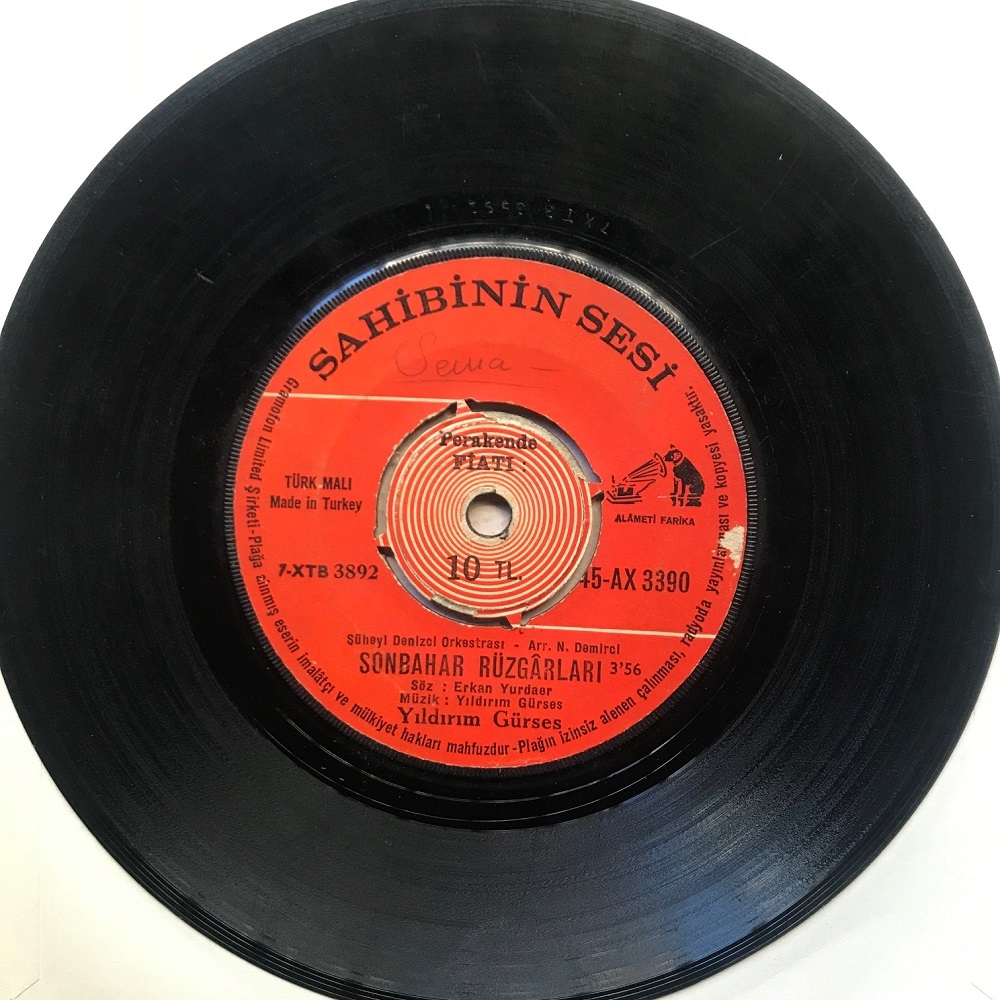 7XTB 3892
SAHİBİNİN SESİ
Sema
Perakende
FİATI :
10 TL.
TÜRK MALI
Made in Turkey
ALÂMETİ FARİKA
7-XTB 3892
45-AX 3390
Süheyl Denizci Orkestrası - Arr. N. Demirci
SONBAHAR RÜZGÂRLARI 3'56
Söz : Erkan Yurdaer
Müzik : Yıldırım Gürses
Yıldırım Gürses
Gramofon Limited Şirketi-Plağa alınmış eserin imalâtçı ve mülkiyet hakları mahfuzdur-Plağın izinsiz alenen çalınması, radyoda yayınlanması ve kopyesi yasaktır.